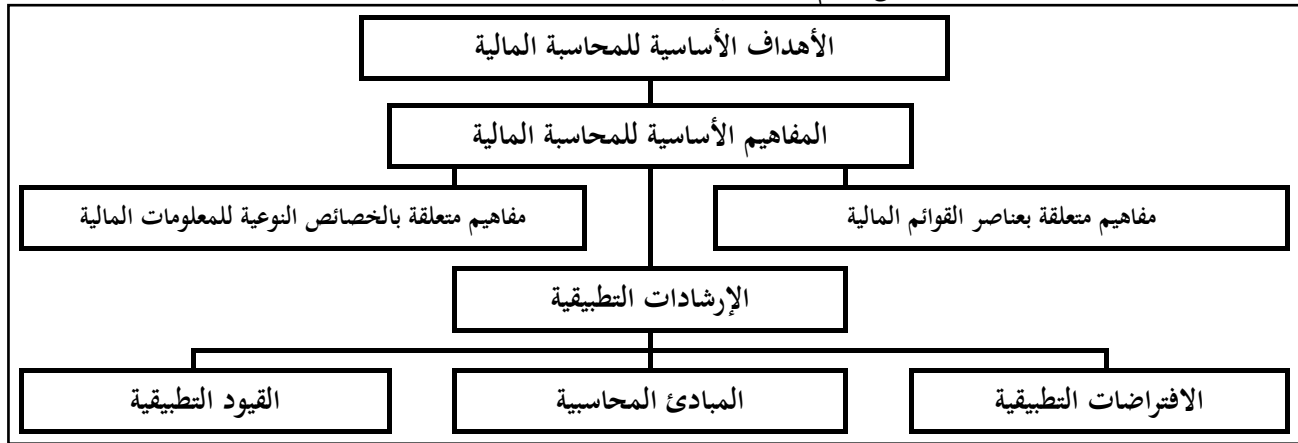 الأهداف الأساسية للمحاسبة المالية
المفاهيم الأساسية للمحاسبة المالية
مفاهيم متعلقة بعناصر القوائم المالية
مفاهيم متعلقة بالخصائص النوعية للمعلومات المالية
الإرشادات التطبيقية
الافتراضات التطبيقية
المبادئ المحاسبية
القيود التطبيقية